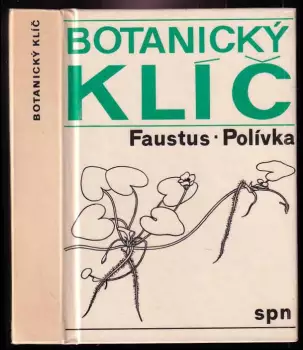 BOTANICKÝ KLÍČ
BOTANICKÝ
KLÍČ
Faustus · Polívka
spn